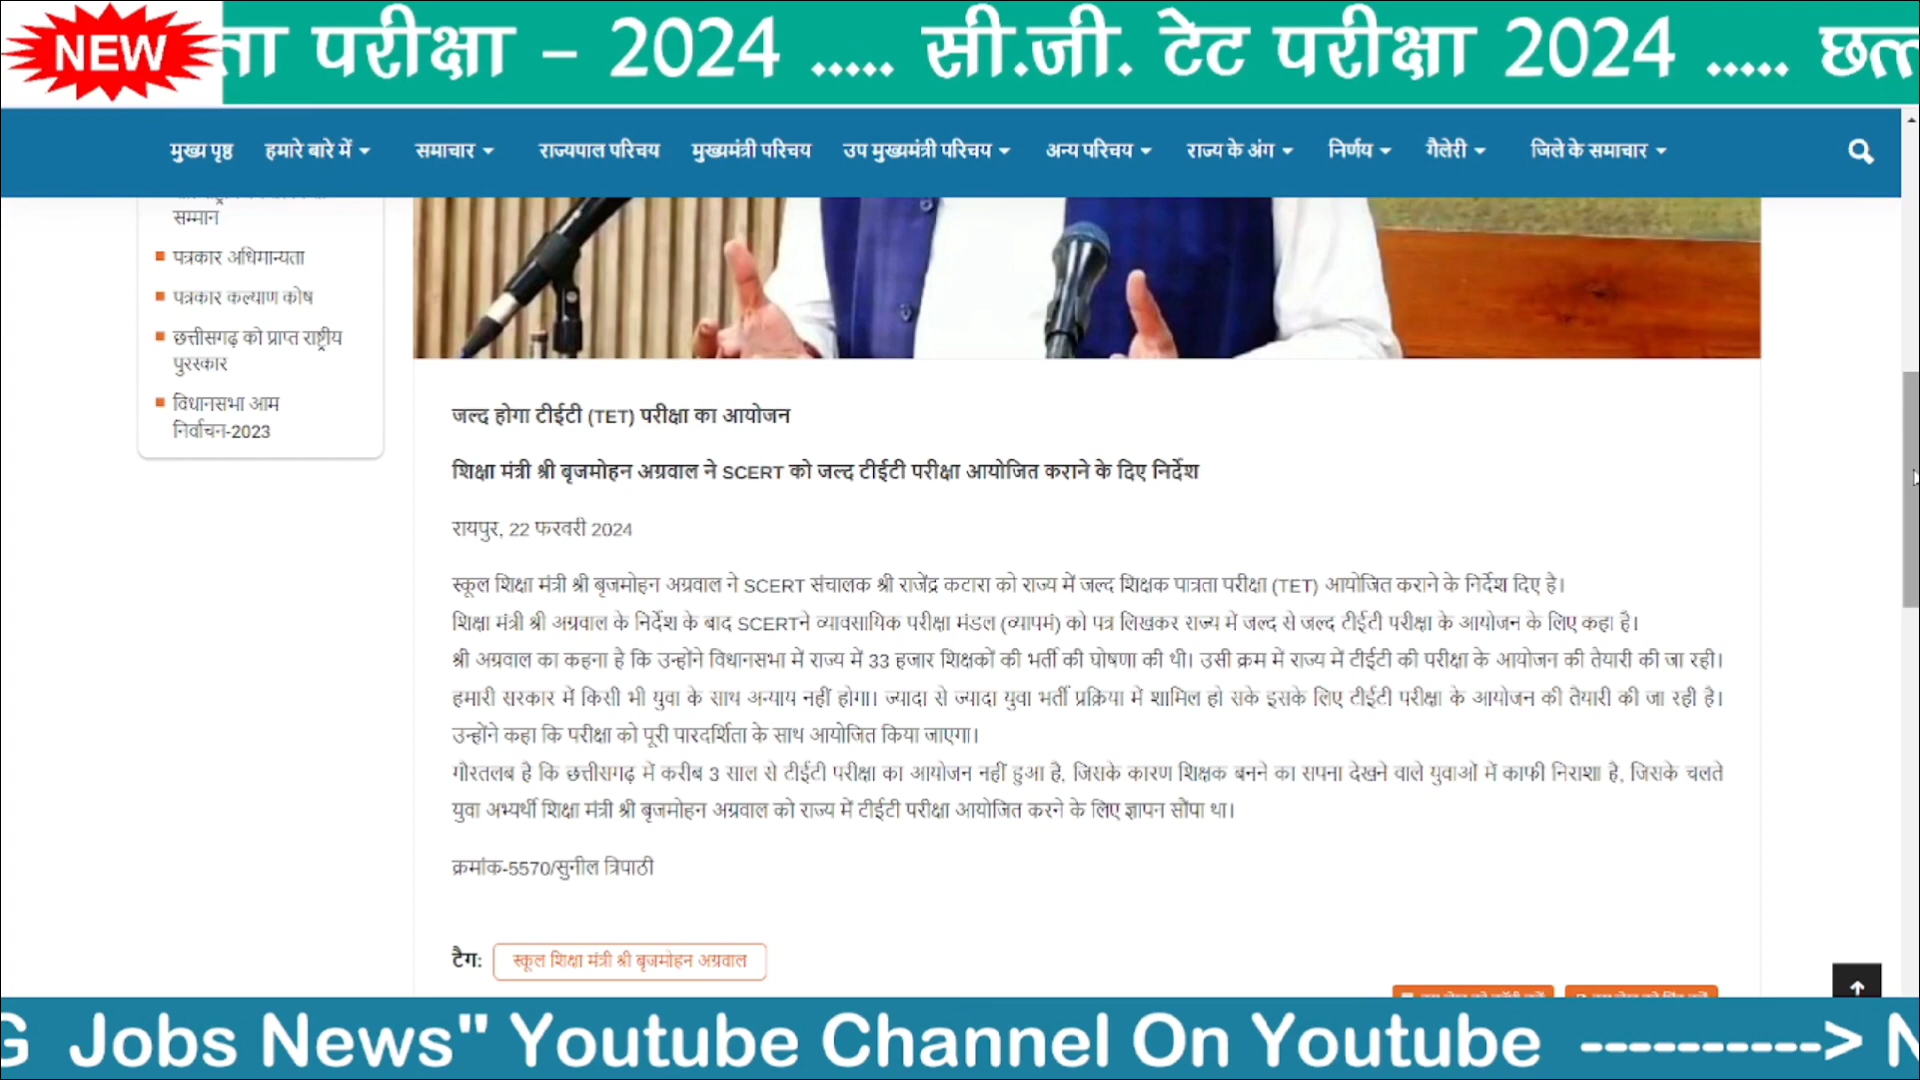 NEW
ता परीक्षा – 2024 ..... सी.जी. टेट परीक्षा 2024 ..... छत्त
मुख्य पृष्ठ हमारे बारे में समाचार राज्यपाल परिचय मुख्यमंत्री परिचय उप मुख्यमंत्री परिचय अन्य परिचय राज्य के अंग निर्णय गैलेरी जिले के समाचार
सम्मान
पत्रकार अधिमान्यता
पत्रकार कल्याण कोष
छत्तीसगढ़ को प्राप्त राष्ट्रीय
पुरस्कार
विधानसभा आम
निर्वाचन-2023
जल्द होगा टीईटी (TET) परीक्षा का आयोजन
शिक्षा मंत्री श्री बृजमोहन अग्रवाल ने SCERT को जल्द टीईटी परीक्षा आयोजित कराने के दिए निर्देश
रायपुर, 22 फरवरी 2024
स्कूल शिक्षा मंत्री श्री बृजमोहन अग्रवाल ने SCERT संचालक श्री राजेंद्र कटारा को राज्य में जल्द शिक्षक पात्रता परीक्षा (TET) आयोजित कराने के निर्देश दिए है।
शिक्षा मंत्री श्री अग्रवाल के निर्देश के बाद SCERTने व्यावसायिक परीक्षा मंडल (व्यापमं) को पत्र लिखकर राज्य में जल्द से जल्द टीईटी परीक्षा के आयोजन के लिए कहा है।
श्री अग्रवाल का कहना है कि उन्होंने विधानसभा में राज्य में 33 हजार शिक्षकों की भर्ती की घोषणा की थी। उसी क्रम में राज्य में टीईटी की परीक्षा के आयोजन की तैयारी की जा रही।
हमारी सरकार में किसी भी युवा के साथ अन्याय नहीं होगा। ज्यादा से ज्यादा युवा भर्ती प्रक्रिया में शामिल हो सके इसके लिए टीईटी परीक्षा के आयोजन की तैयारी की जा रही है।
उन्होंने कहा कि परीक्षा को पूरी पारदर्शिता के साथ आयोजित किया जाएगा।
गौरतलब है कि छत्तीसगढ़ में करीब 3 साल से टीईटी परीक्षा का आयोजन नहीं हुआ है, जिसके कारण शिक्षक बनने का सपना देखने वाले युवाओं में काफी निराशा है, जिसके चलते
युवा अभ्यर्थी शिक्षा मंत्री श्री बृजमोहन अग्रवाल को राज्य में टीईटी परीक्षा आयोजित करने के लिए ज्ञापन सौंपा था।
क्रमांक-5570/सुनील त्रिपाठी
टैग: स्कूल शिक्षा मंत्री श्री बृजमोहन अग्रवाल
G Jobs News" Youtube Channel On Youtube ----------> N